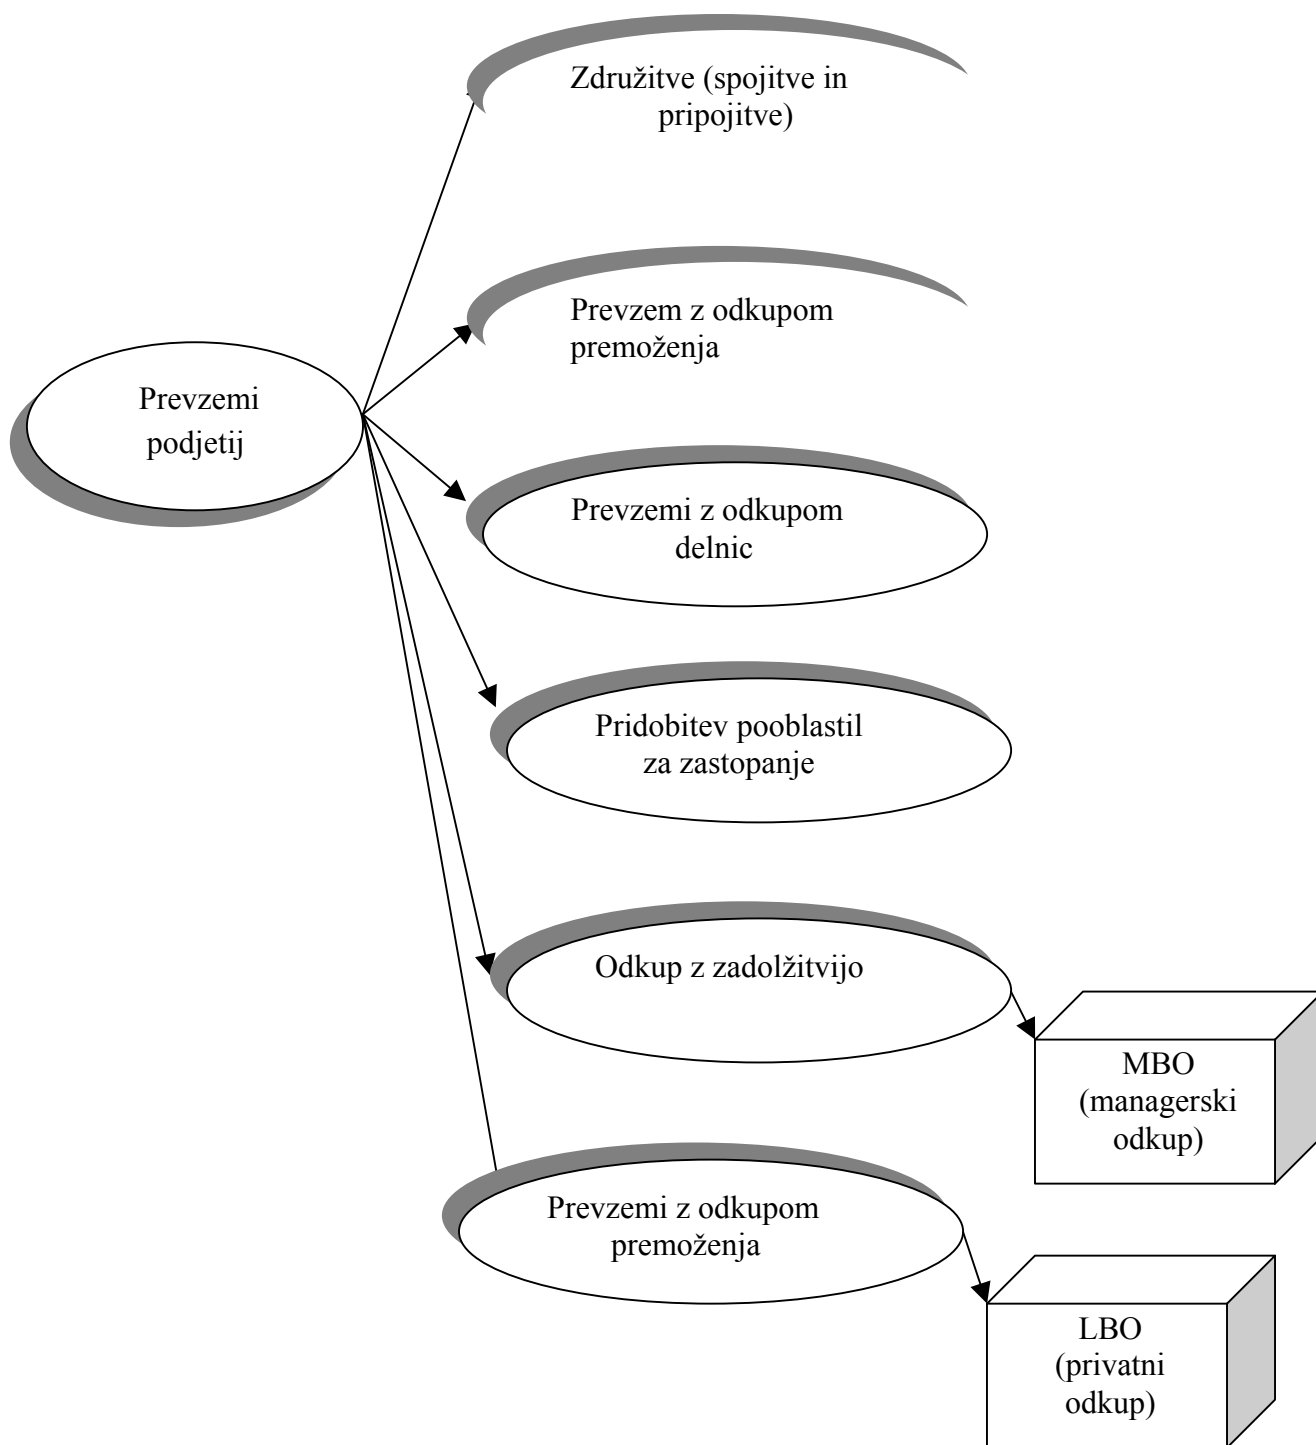 Združitve (spojitve in
pripojitve)
Prevzem z odkupom
premoženja
Prevzemi
podjetij
Prevzemi z odkupom
delnic
Pridobitev pooblastil
za zastopanje
Odkup z zadolžitvijo
MBO
(managerski
odkup)
Prevzemi z odkupom
premoženja
LBO
(privatni
odkup)